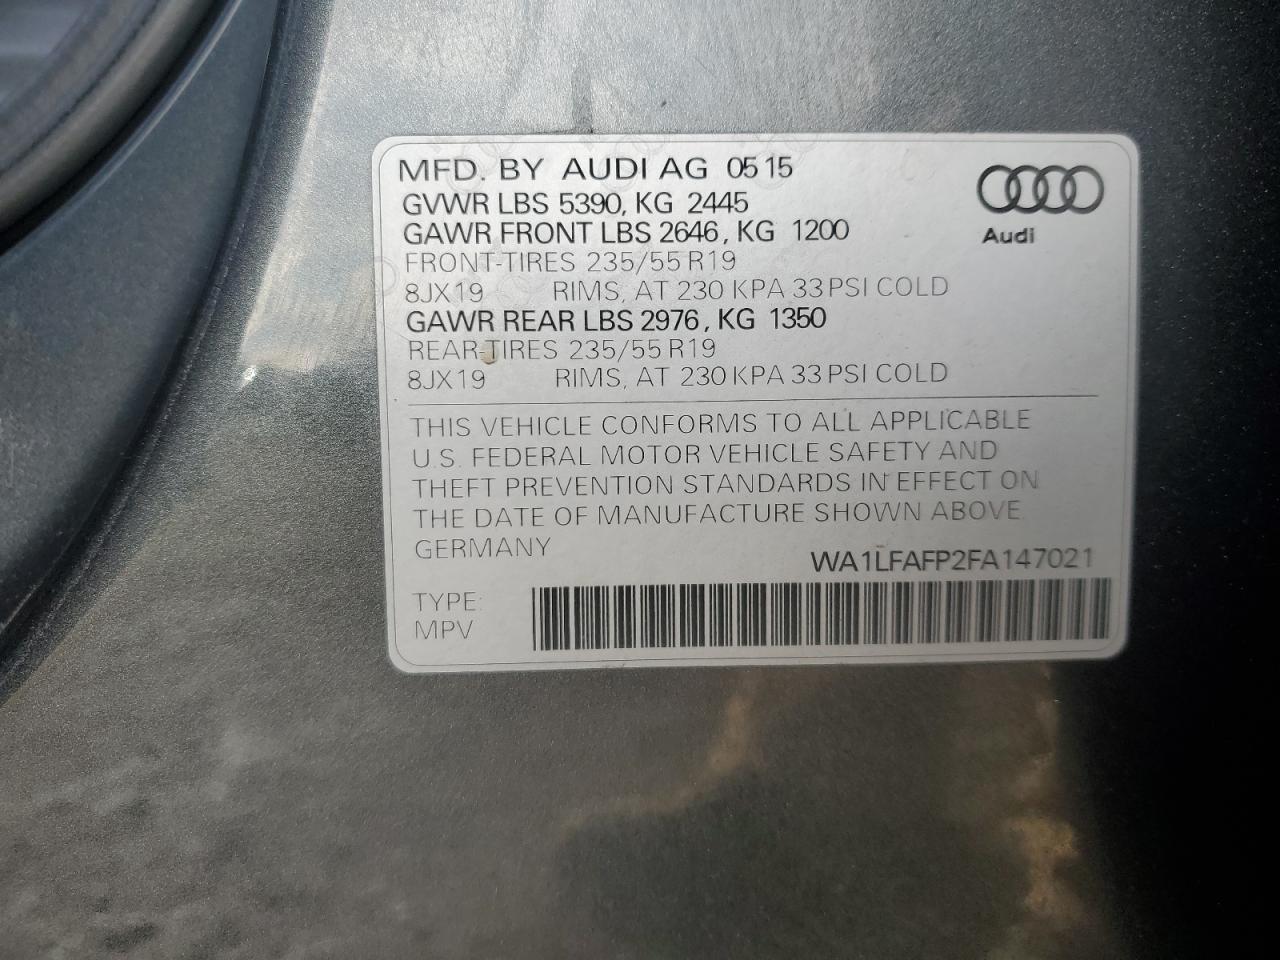 MFD. BY AUDI AG 05 15
GVWR LBS 5390, KG 2445
GAWR FRONT LBS 2646, KG 1200
FRONT-TIRES 235/55 R19
8JX19 RIMS, AT 230 KPA 33 PSI COLD
GAWR REAR LBS 2976, KG 1350
REAR-TIRES 235/55 R19
8JX19 RIMS, AT 230 KPA 33 PSI COLD
Audi
THIS VEHICLE CONFORMS TO ALL APPLICABLE
U.S. FEDERAL MOTOR VEHICLE SAFETY AND
THEFT PREVENTION STANDARDS IN EFFECT ON
THE DATE OF MANUFACTURE SHOWN ABOVE.
GERMANY
WA1LFAFP2FA147021
TYPE:
MPV